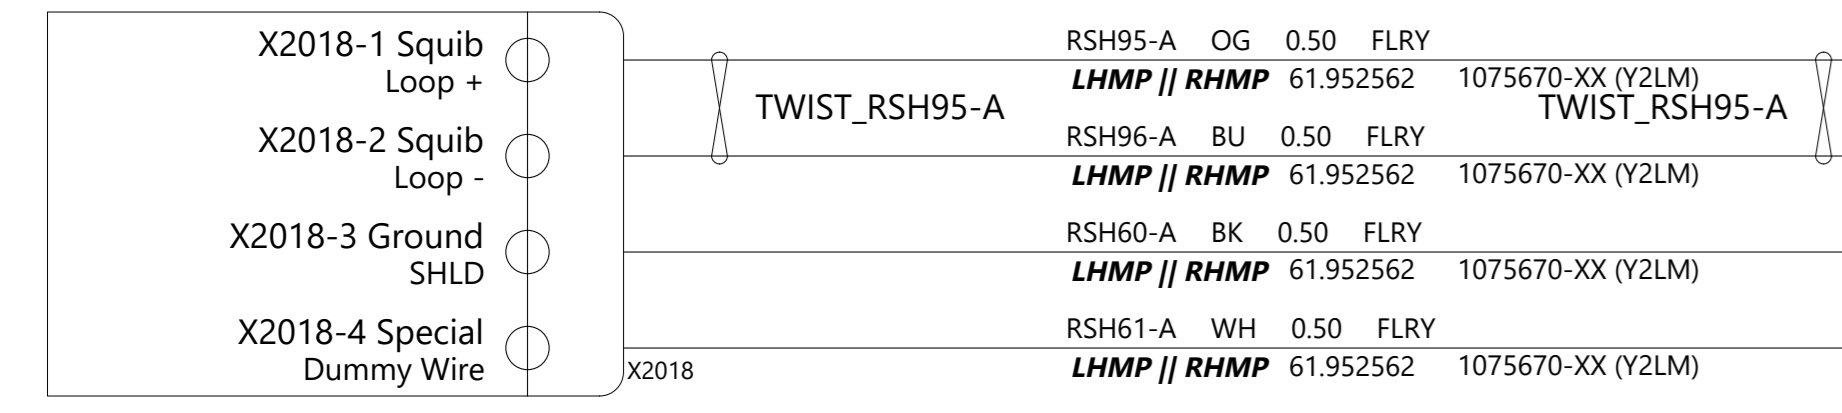 X2018-1 Squib
Loop +
RSH95-A OG 0.50 FLRY
LHMP || RHMP 61.952562 1075670-XX (Y2LM)
TWIST_RSH95-A
TWIST_RSH95-A
X2018-2 Squib
Loop -
RSH96-A BU 0.50 FLRY
LHMP || RHMP 61.952562 1075670-XX (Y2LM)
X2018-3 Ground
SHLD
RSH60-A BK 0.50 FLRY
LHMP || RHMP 61.952562 1075670-XX (Y2LM)
X2018-4 Special
Dummy Wire
RSH61-A WH 0.50 FLRY
LHMP || RHMP 61.952562 1075670-XX (Y2LM)
X2018